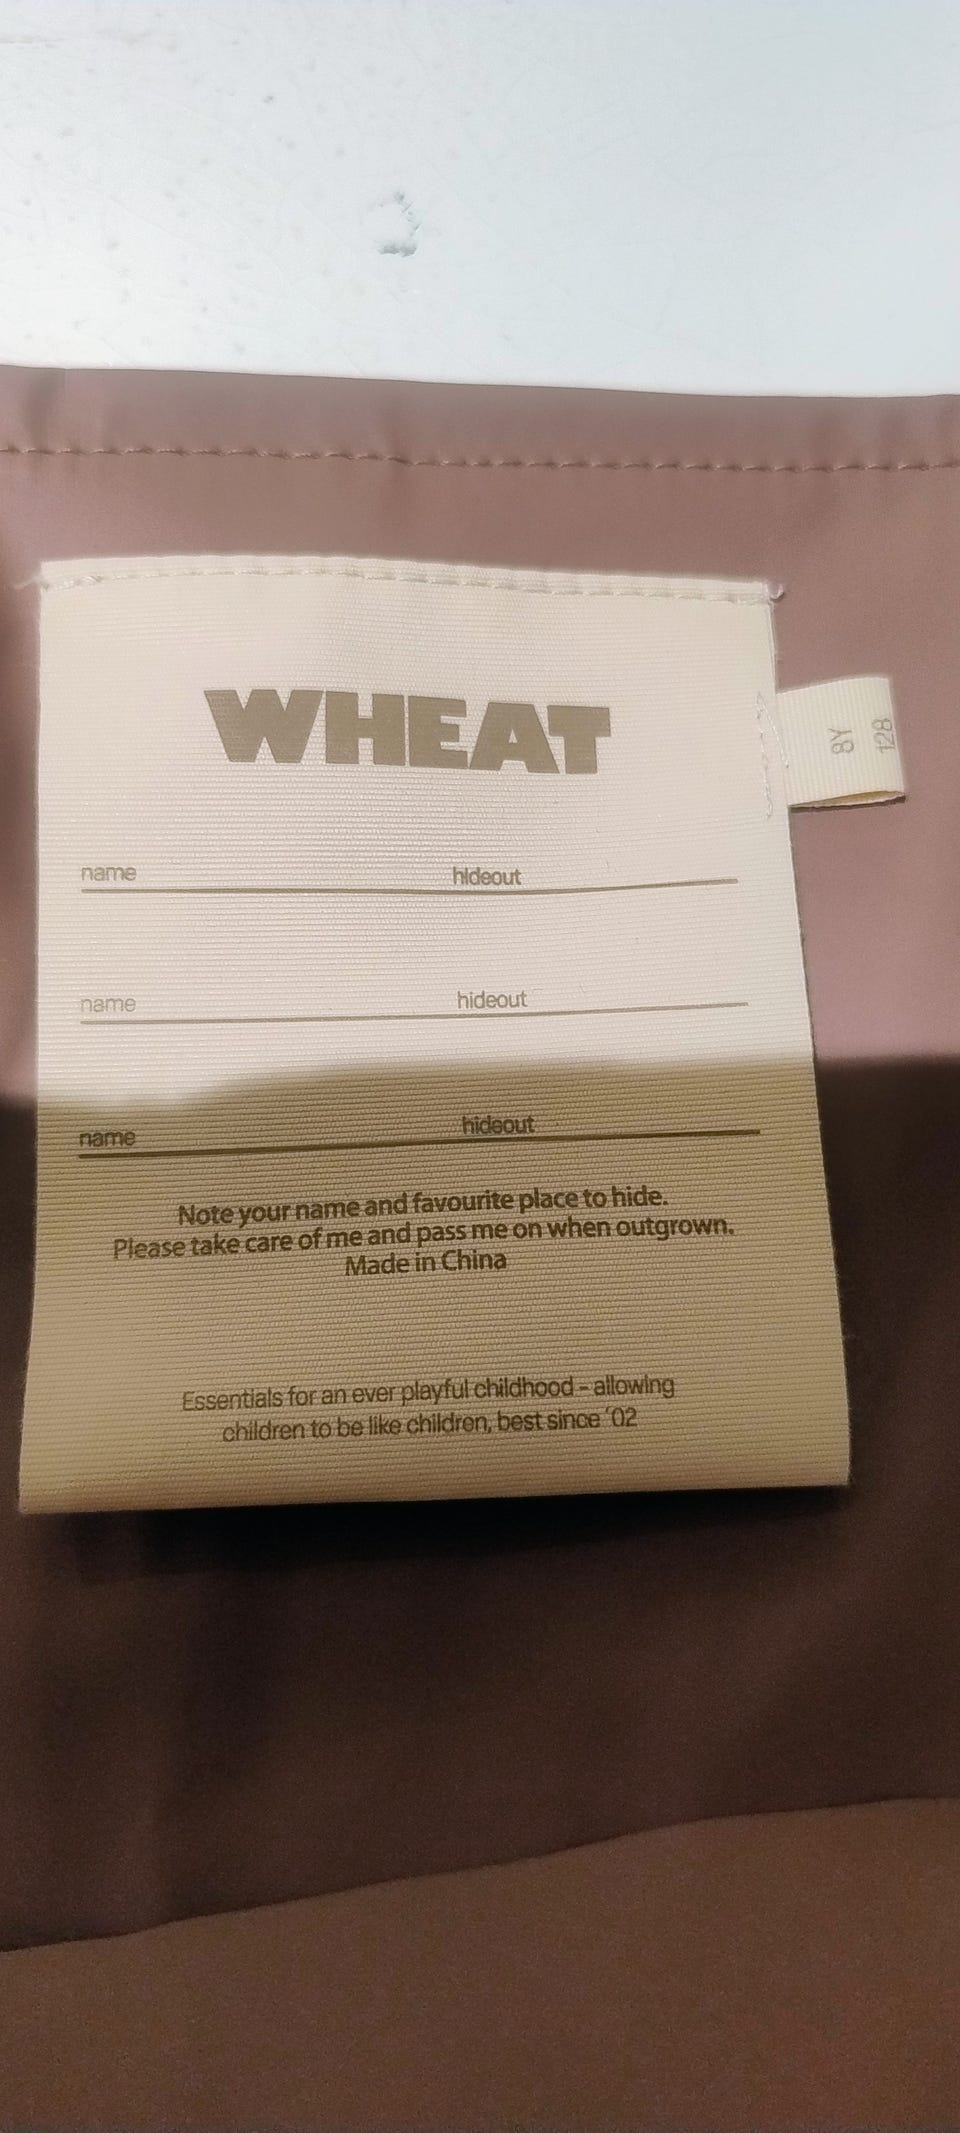 WHEAT
8Y
128
name hideout
name hideout
name hideout
Note your name and favourite place to hide.
Please take care of me and pass me on when outgrown.
Made in China
Essentials for an ever playful childhood - allowing
children to be like children, best since '02